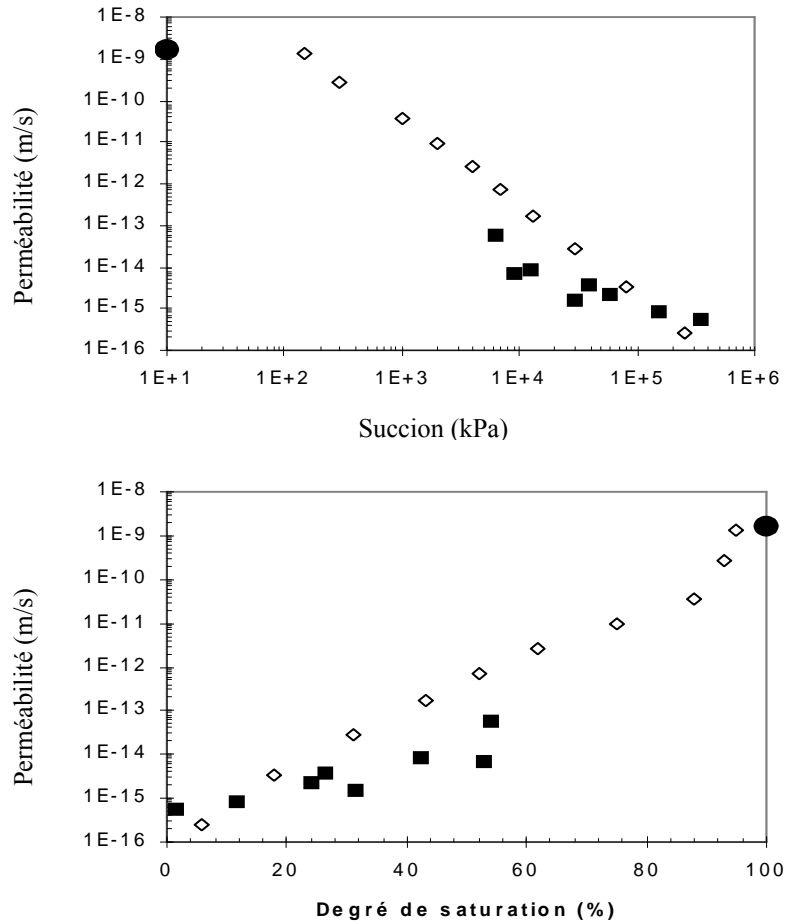 1E-8
1E-9
1E-10
1E-11
1E-12
1E-13
1E-14
1E-15
1E-16
Perméabilité (m/s)
1E+1 1E+2 1E+3 1E+4 1E+5 1E+6
Succion (kPa)
1E-8
1E-9
1E-10
1E-11
1E-12
1E-13
1E-14
1E-15
1E-16
Perméabilité (m/s)
0 20 40 60 80 100
Degré de saturation (%)